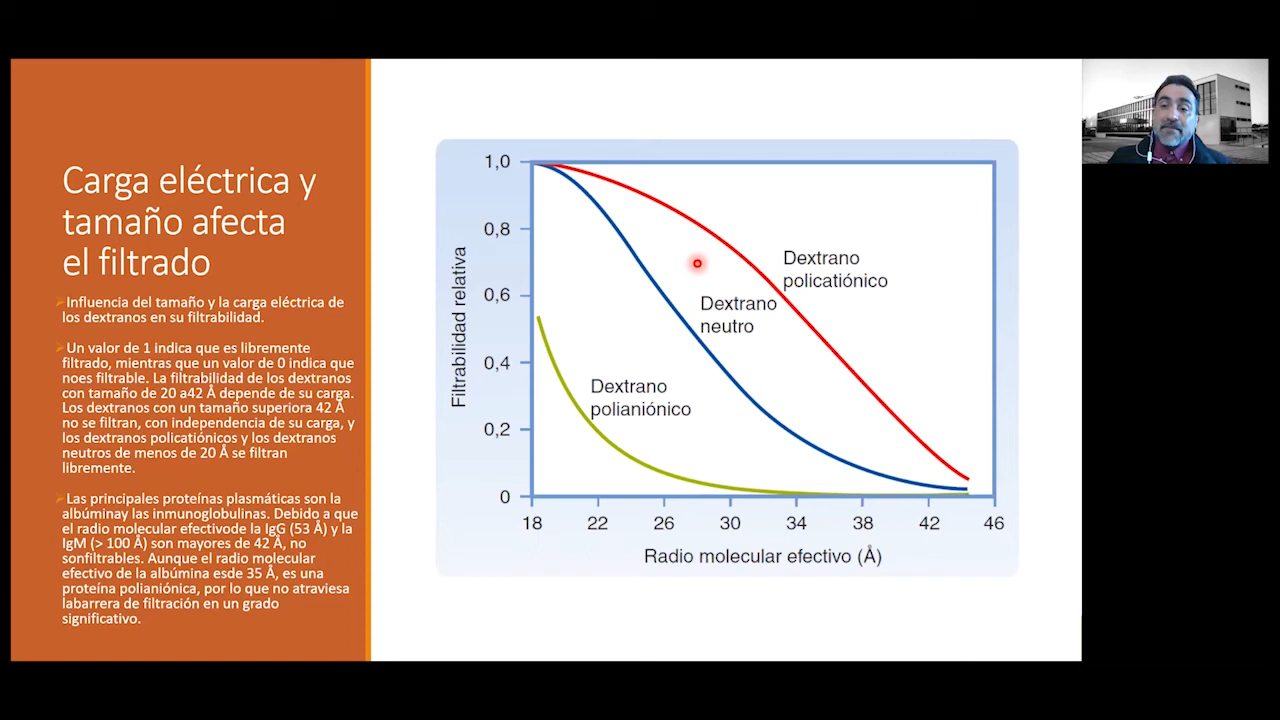 Carga eléctrica y
tamaño afecta
el filtrado
Influencia del tamaño y la carga eléctrica de
los dextranos en su filtrabilidad.
Un valor de 1 indica que es libremente
filtrado, mientras que un valor de 0 indica que
noes filtrable. La filtrabilidad de los dextranos
con tamaño de 20 a42 Å depende de su carga.
Los dextranos con un tamaño superiora 42 Å
no se filtran, con independencia de su carga, y
los dextranos policatiónicos y los dextranos
neutros de menos de 20 Å se filtran
libremente.
Las principales proteínas plasmáticas son la
albúminay las inmunoglobulinas. Debido a que
el radio molecular efectivode la IgG (53 Å) y la
IgM (> 100 Å) son mayores de 42 Å, no
sonfiltrables. Aunque el radio molecular
efectivo de la albúmina esde 35 Å, es una
proteína polianiónica, por lo que no atraviesa
labarrera de filtración en un grado
significativo.
Filtrabilidad relativa
1,0
0,8
0,6
0,4
0,2
0
Dextrano
policatiónico
Dextrano
neutro
Dextrano
polianiónico
18 22 26 30 34 38 42 46
Radio molecular efectivo (Å)